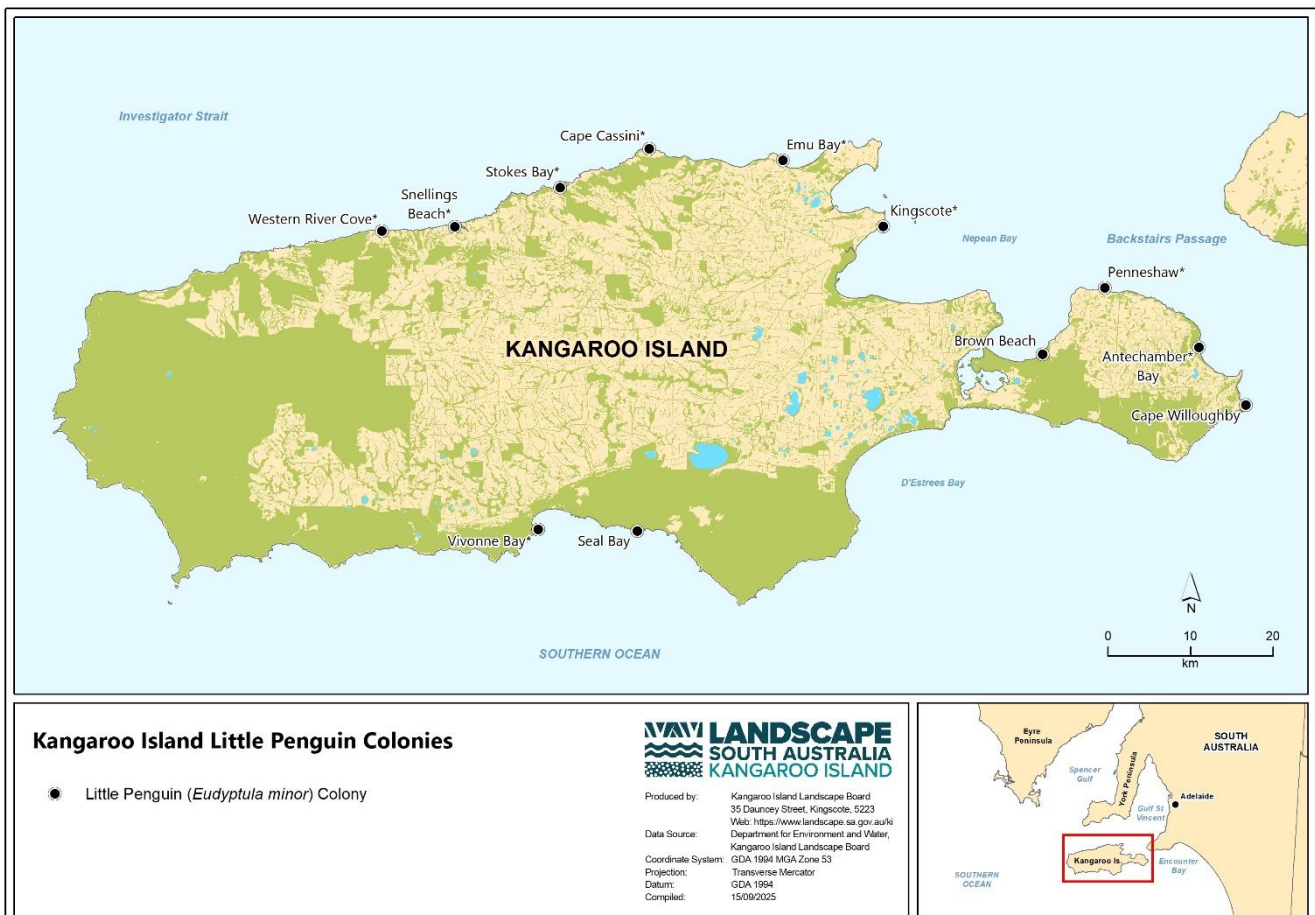 Investigator Strait
Cape Cassini*
Emu Bay*
Stokes Bay*
Snellings
Beach*
Western River Cove*
Kingscote*
Nepean Bay
Backstairs Passage
Penneshaw*
KANGAROO ISLAND
Brown Beach
Antechamber*
Bay
Cape Willoughby
D'Estrees Bay
Vivonne Bay*
Seal Bay
SOUTHERN OCEAN
N
0 10 20
km
Kangaroo Island Little Penguin Colonies
Little Penguin (Eudyptula minor) Colony
LANDSCAPE
SOUTH AUSTRALIA
KANGAROO ISLAND
Produced by: Kangaroo Island Landscape Board
35 Dauncey Street, Kingscote, 5223
Web: https://www.landscape.sa.gov.au/ki
Data Source: Department for Environment and Water,
Kangaroo Island Landscape Board
Coordinate System: GDA 1994 MGA Zone 53
Projection: Transverse Mercator
Datum: GDA 1994
Compiled: 15/09/2025
Eyre
Peninsula
SOUTH
AUSTRALIA
Spencer
Gulf
York Peninsula
Adelaide
Gulf St
Vincent
Kangaroo Is
Encounter
Bay
SOUTHERN
OCEAN